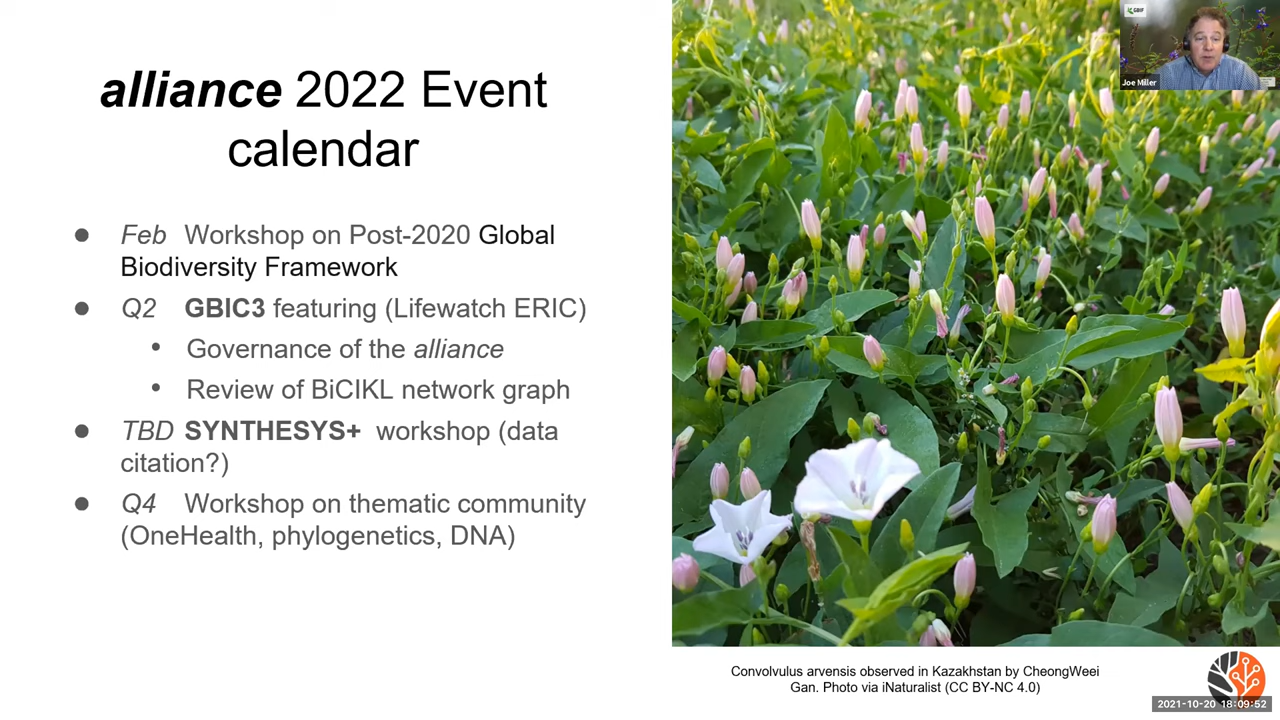 alliance 2022 Event
calendar
● Feb Workshop on Post-2020 Global
Biodiversity Framework
● Q2 GBIC3 featuring (Lifewatch ERIC)
• Governance of the alliance
• Review of BiCIKL network graph
● TBD SYNTHESYS+ workshop (data
citation?)
● Q4 Workshop on thematic community
(OneHealth, phylogenetics, DNA)
GBIF
Joe Miller
Convolvulus arvensis observed in Kazakhstan by CheongWeei
Gan. Photo via iNaturalist (CC BY-NC 4.0)
2021-10-20 18:09:52